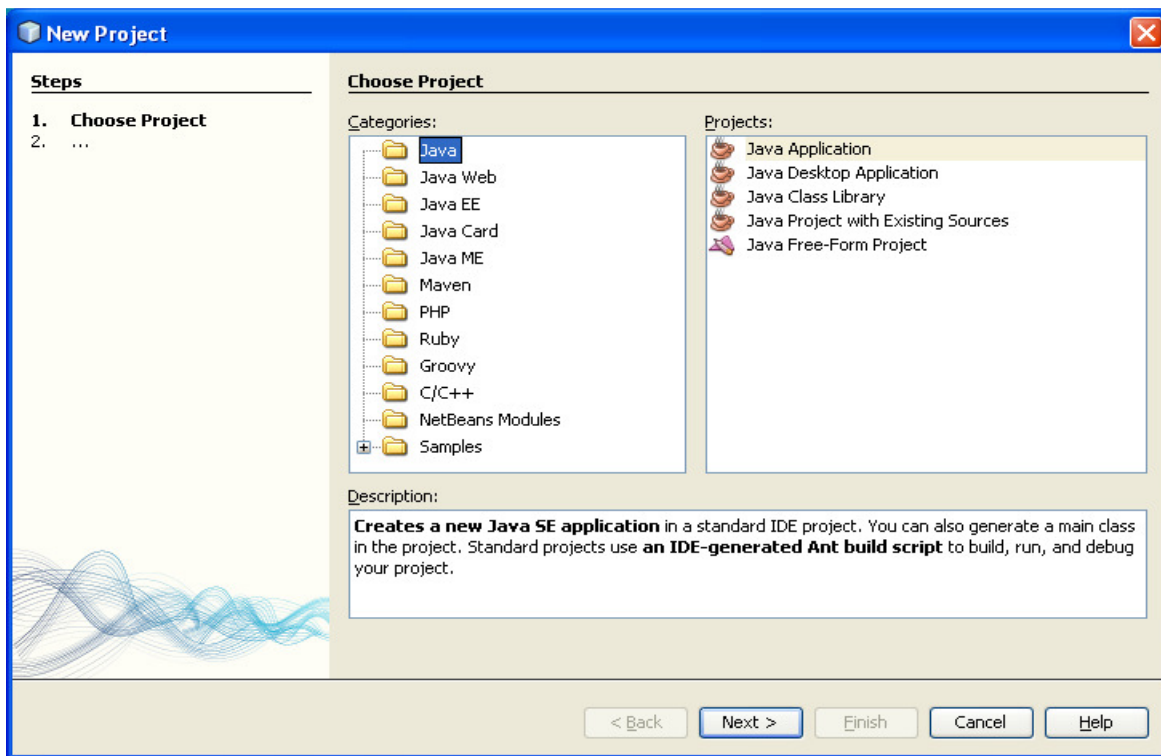 New Project
Steps
1. Choose Project
2. ...
Choose Project
Categories:
Java
Java Web
Java EE
Java Card
Java ME
Maven
PHP
Ruby
Groovy
C/C++
NetBeans Modules
Samples
Projects:
Java Application
Java Desktop Application
Java Class Library
Java Project with Existing Sources
Java Free-Form Project
Description:
Creates a new Java SE application in a standard IDE project. You can also generate a main class
in the project. Standard projects use an IDE-generated Ant build script to build, run, and debug
your project.
< Back
Next >
Finish
Cancel
Help